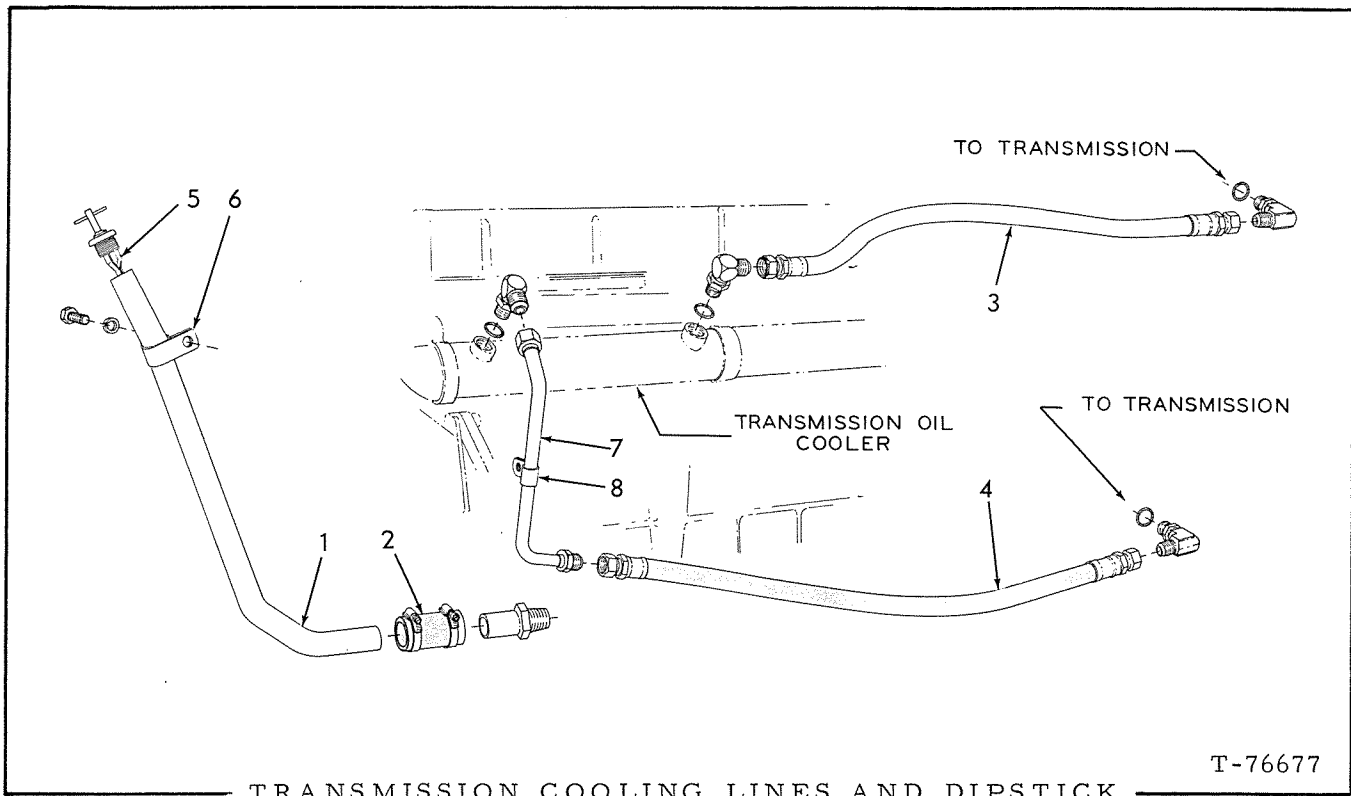 TO TRANSMISSION
5
6
3
TRANSMISSION OIL
COOLER
TO TRANSMISSION
7
8
4
1
2
T-76677
TRANSMISSION COOLING LINES AND DIPSTICK